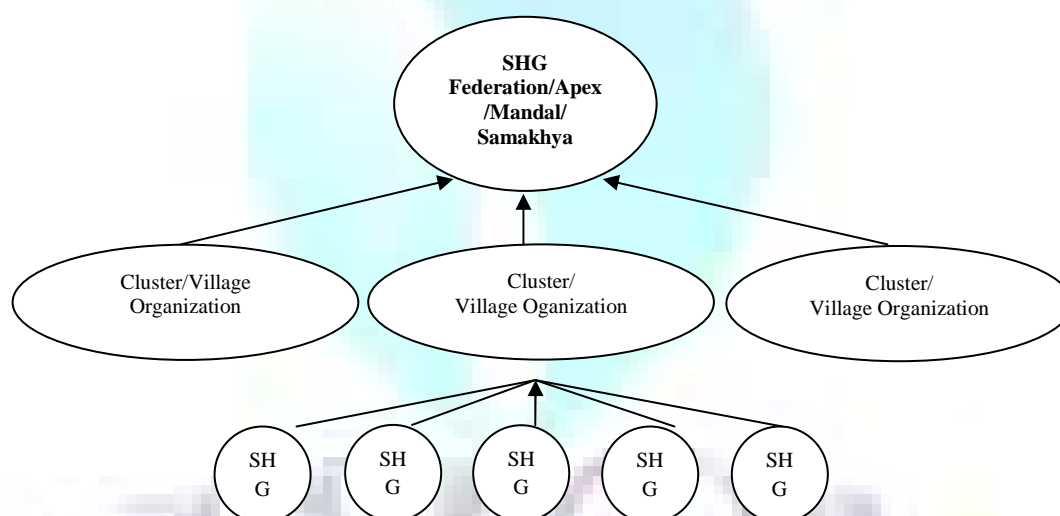 SHG
Federation/Apex
/Mandal/
Samakhya
Cluster/Village
Organization
Cluster/
Village Oganization
Cluster/
Village Organization
SH
G
SH
G
SH
G
SH
G
SH
G